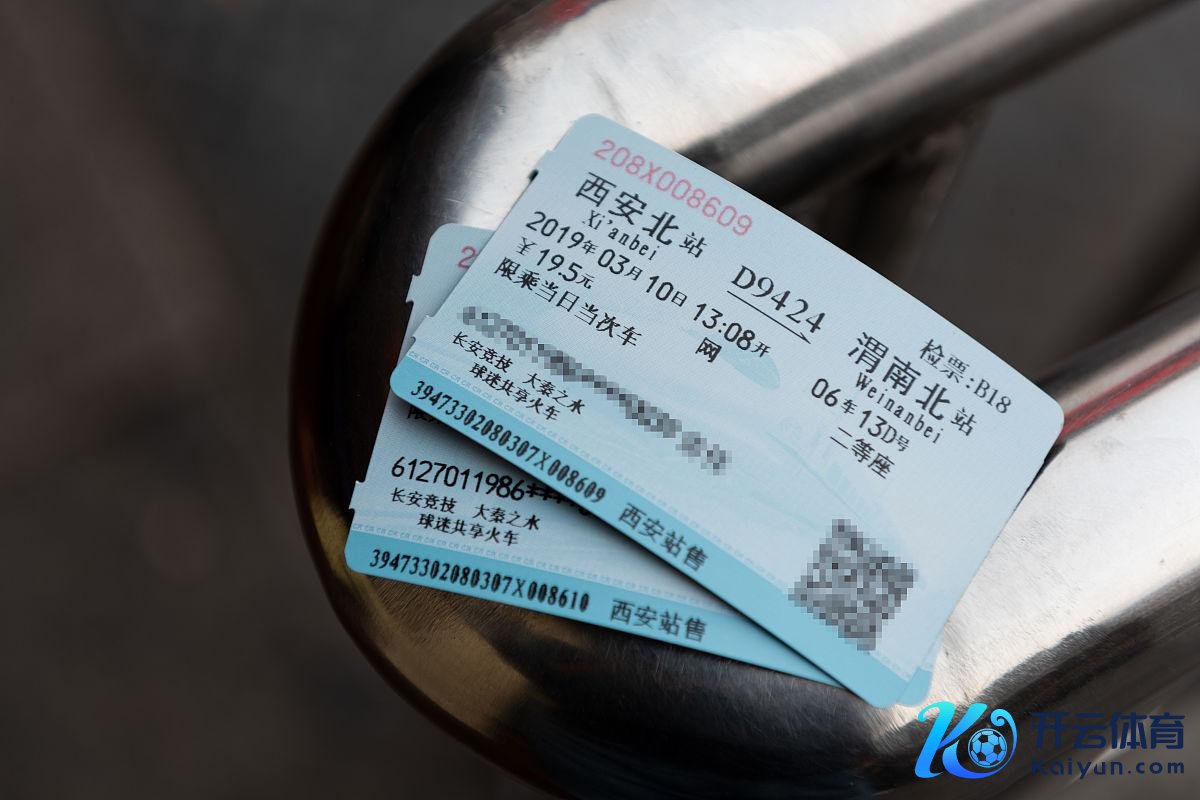 208X008609
西安北站
Xi'anbei
D9424
渭南北站
Weinanbei
检票:B18
2019年03月10日 13:08开
06车13D号
¥19.5元
网
二等座
限乘当日当次车
长安竞技 大秦之水
球迷共享火车
39473302080307X008609 西安站售
2
6127011986****
长安竞技 大秦之水
球迷共享火车
39473302080307X008610 西安站售
开云体育
kaiyun.com